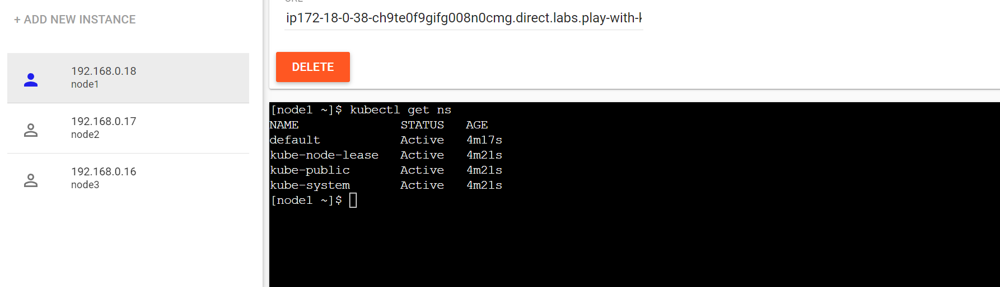 + ADD NEW INSTANCE
192.168.0.18
node1
192.168.0.17
node2
192.168.0.16
node3
ip172-18-0-38-ch9te0f9gifg008n0cmg.direct.labs.play-with-
DELETE
[node1 ~]$ kubectl get ns
NAME STATUS AGE
default Active 4m17s
kube-node-lease Active 4m21s
kube-public Active 4m21s
kube-system Active 4m21s
[node1 ~]$